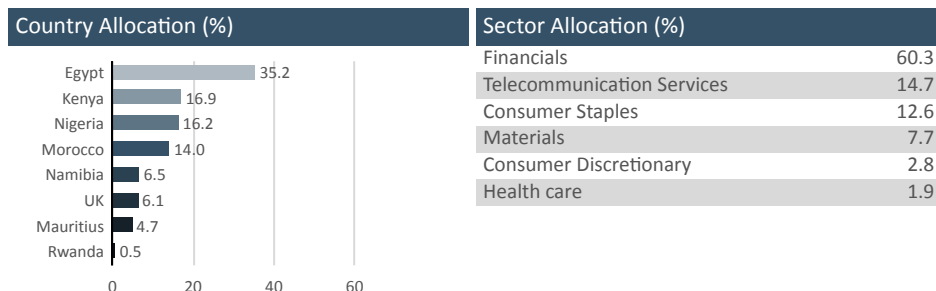 Country Allocation (%)
Egypt 35.2
Kenya 16.9
Nigeria 16.2
Morocco 14.0
Namibia 6.5
UK 6.1
Mauritius 4.7
Rwanda 0.5
0 20 40 60
Sector Allocation (%)
Financials 60.3
Telecommunication Services 14.7
Consumer Staples 12.6
Materials 7.7
Consumer Discretionary 2.8
Health care 1.9